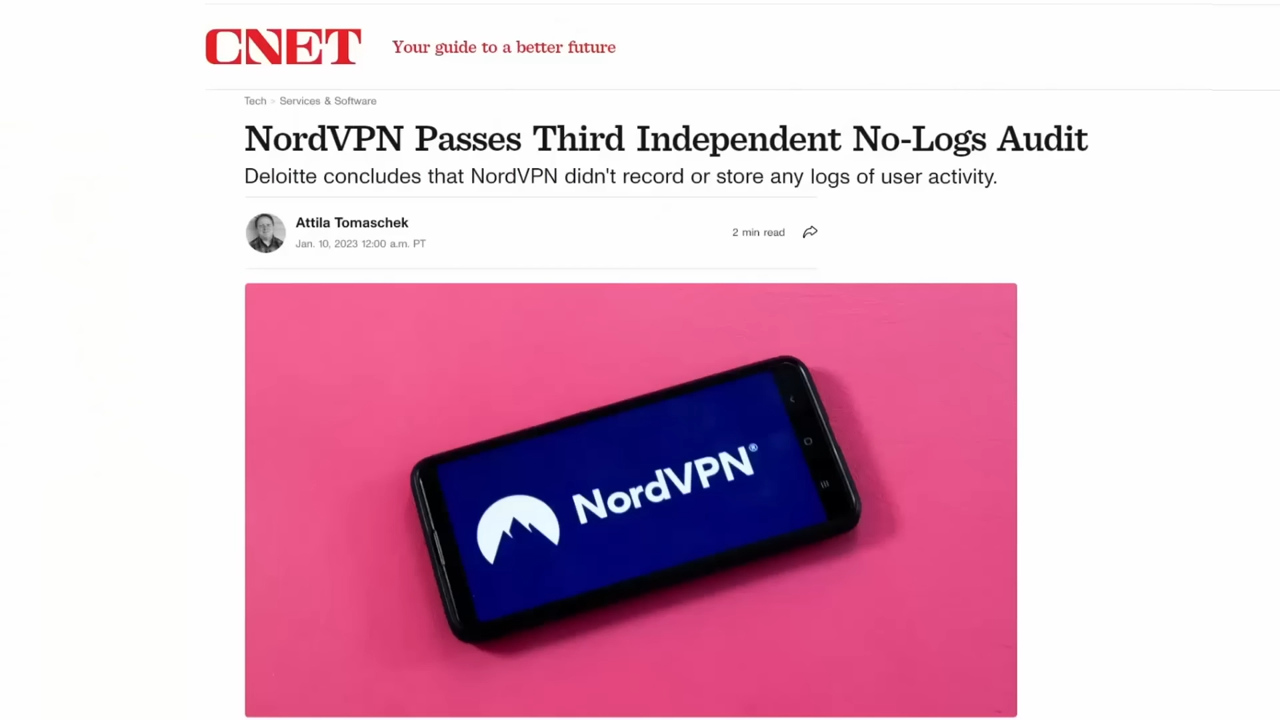 CNET
Your guide to a better future
Tech > Services & Software
NordVPN Passes Third Independent No-Logs Audit
Deloitte concludes that NordVPN didn't record or store any logs of user activity.
Attila Tomaschek
Jan. 10, 2023 12:00 a.m. PT
2 min read
NordVPN®